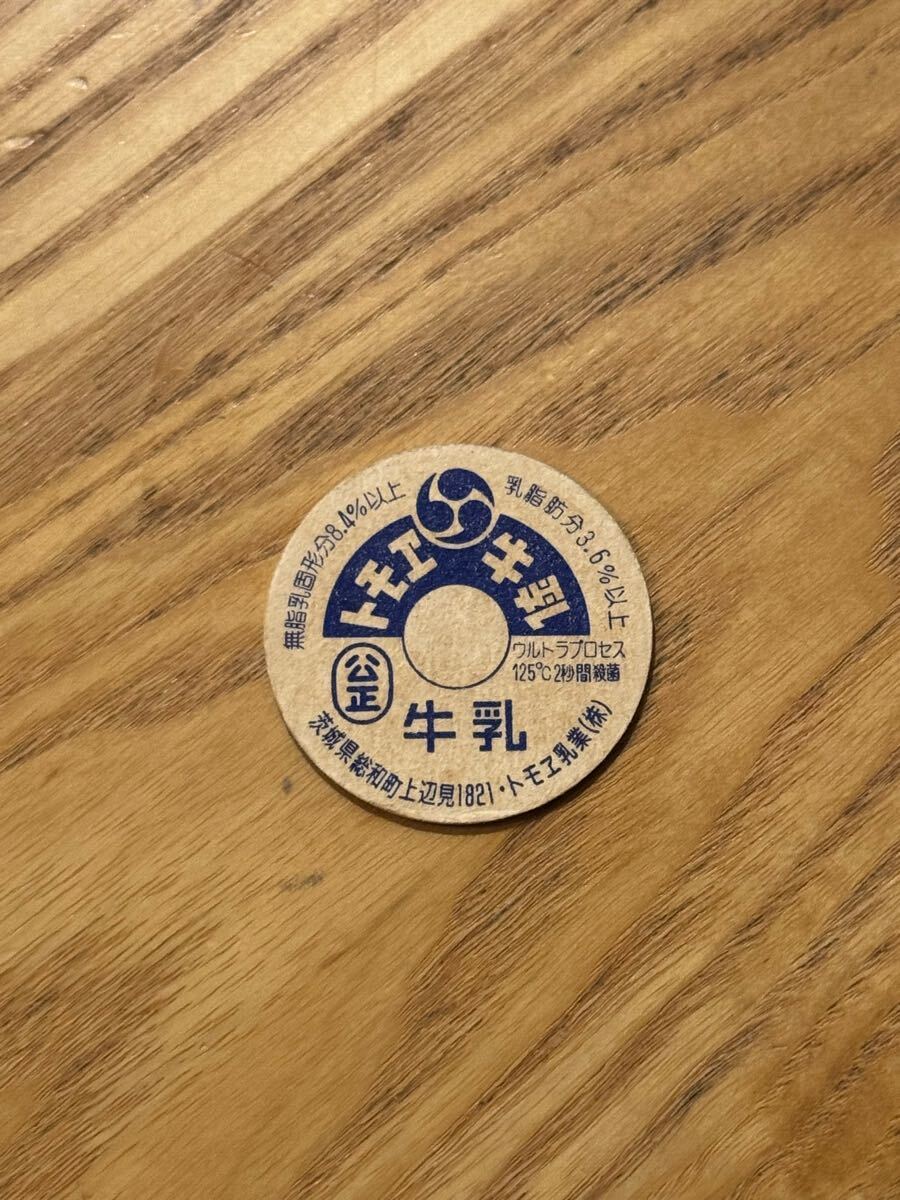 無脂乳固形分8.4%以上
乳脂肪分3.6%以上
トモヱ牛乳
ウルトラプロセス
125℃2秒間殺菌
公正
牛乳
茨城県総和町上辺見1821・トモヱ乳業(株)